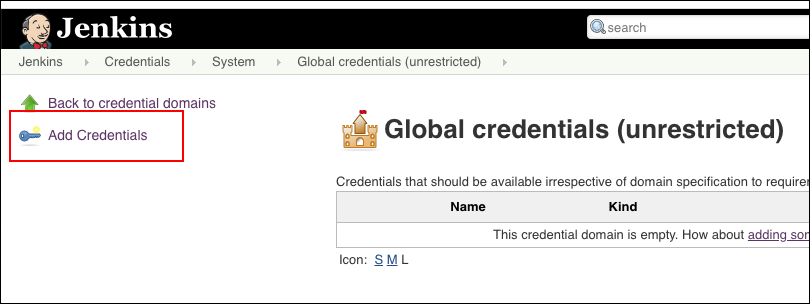 Jenkins
search
Jenkins Credentials System Global credentials (unrestricted)
Back to credential domains
Add Credentials
Global credentials (unrestricted)
Credentials that should be available irrespective of domain specification to
Name Kind
This credential domain is empty. How about adding
Icon: S M L